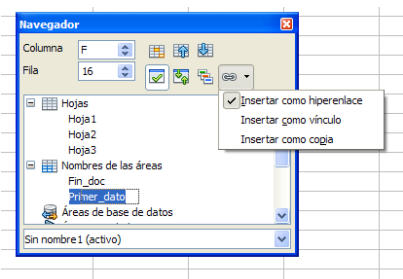 Navegador
Columna F
Fila 16
Insertar como hiperenlace
Insertar como vínculo
Insertar como copia
Hojas
Hoja1
Hoja2
Hoja3
Nombres de las áreas
Fin_doc
Primer_dato
Áreas de base de datos
Sin nombre1 (activo)